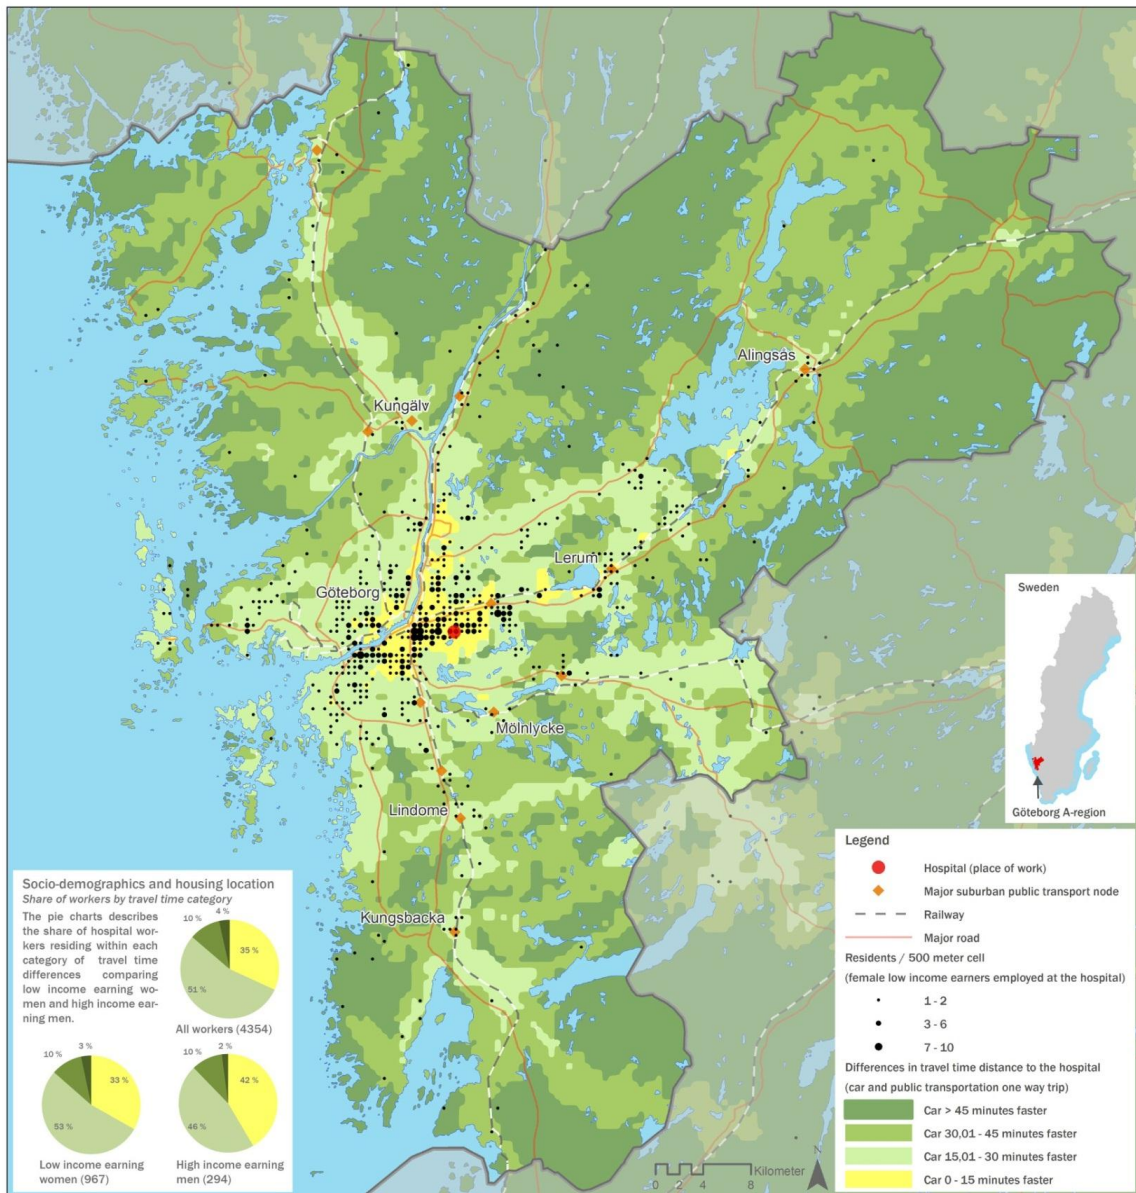 Kungälv
Alingsås
Lerum
Göteborg
Mölnlycke
Lindome
Kungsbacka
Sweden
Göteborg A-region
Socio-demographics and housing location
Share of workers by travel time category
The pie charts describes
the share of hospital wor-
kers residing within each
category of travel time
differences comparing
low income earning wo-
men and high income ear-
ning men.
4 %
10 %
35 %
51 %
All workers (4354)
3 %
10 %
33 %
53 %
Low income earning
women (967)
2 %
10 %
42 %
46 %
High income earning
men (294)
Legend
Hospital (place of work)
Major suburban public transport node
Railway
Major road
Residents / 500 meter cell
(female low income earners employed at the hospital)
1 - 2
3 - 6
7 - 10
Differences in travel time distance to the hospital
(car and public transportation one way trip)
Car > 45 minutes faster
Car 30,01 - 45 minutes faster
Car 15,01 - 30 minutes faster
Car 0 - 15 minutes faster
Kilometer
0 2 4 8
N